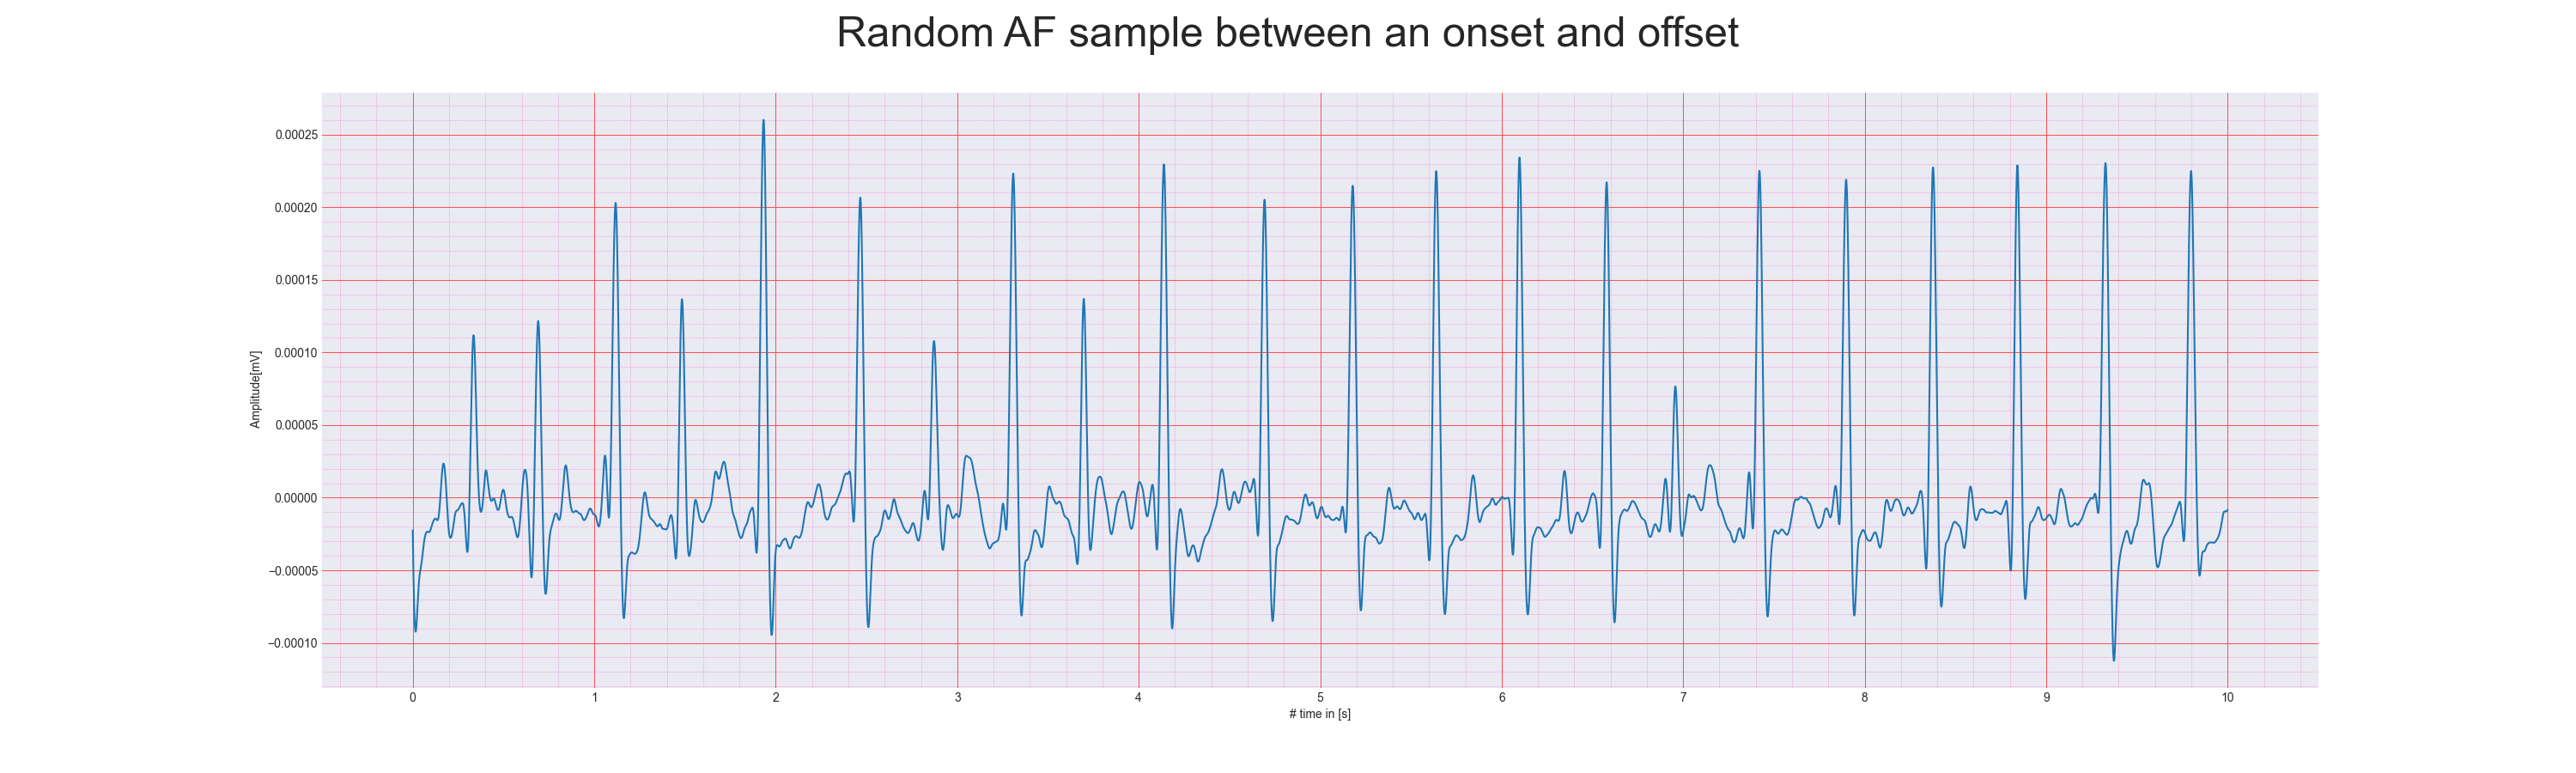 Random AF sample between an onset and offset
0.00025
0.00020
0.00015
0.00010
0.00005
0.00000
−0.00005
−0.00010
Amplitude[mV]
0 1 2 3 4 5 6 7 8 9 10
# time in [s]